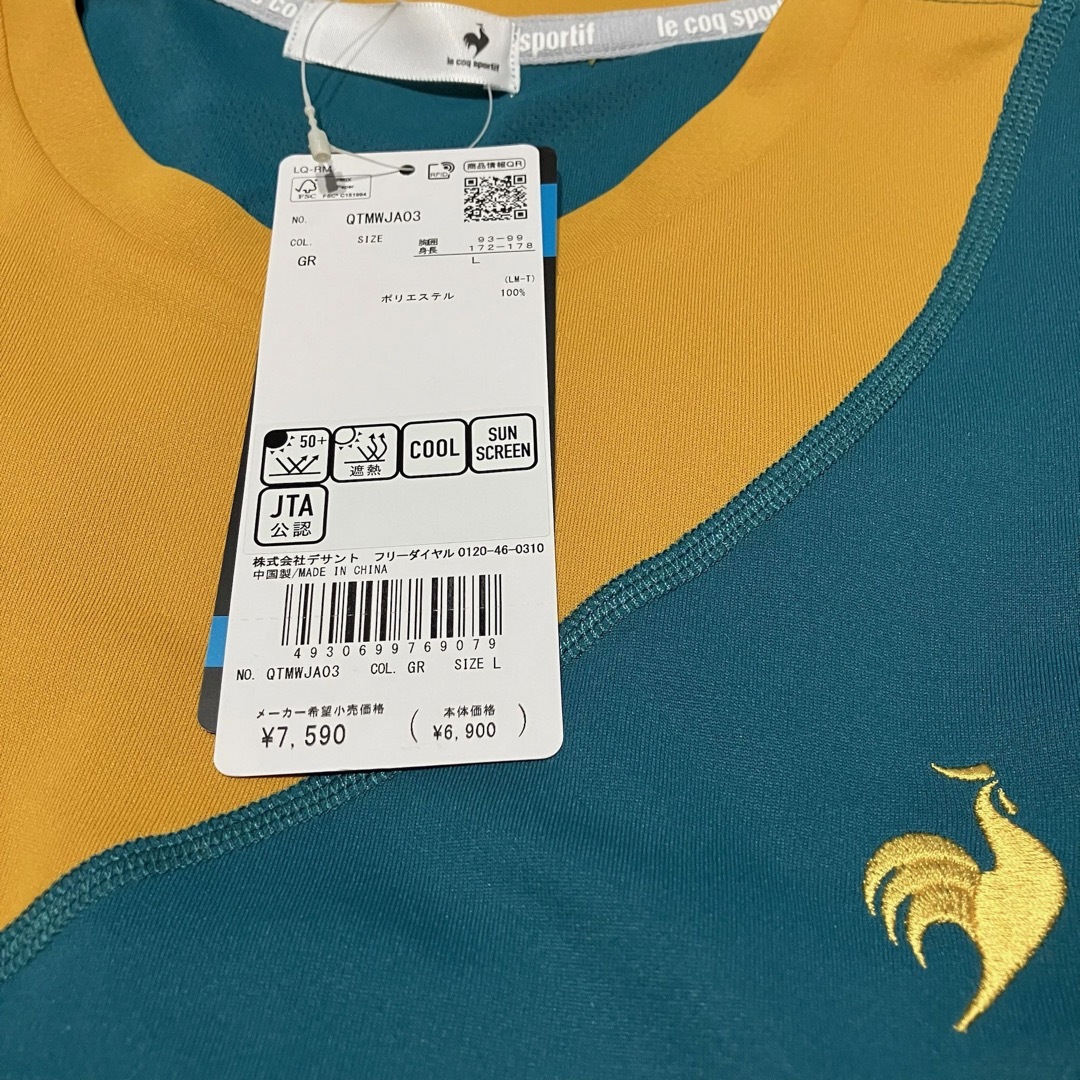 sportif
le coq spor
le coq sportif
LQ-RM
RFID
商品情報QR
FSC
NO. QTMWJA03
COL. SIZE 胸囲 93-99
身長 172-178
GR L
(LM-T)
ポリエステル 100%
50+
遮熱
COOL
SUN
SCREEN
JTA
公認
株式会社デサント フリーダイヤル 0120-46-0310
中国製/MADE IN CHINA
4930699769079
NO. QTMWJA03 COL. GR SIZE L
メーカー希望小売価格 本体価格
¥7,590 ( ¥6,900 )